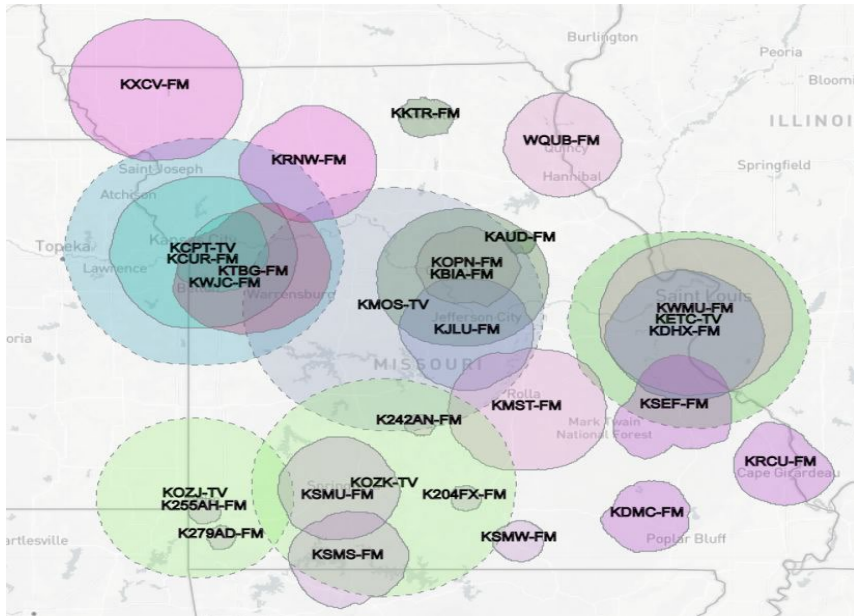 Burlington
Peoria
KXCV-FM
KKTR-FM
ILLINOI
WQUB-FM
Quincy
KRNW-FM
Saint Joseph
Springfield
Hannibal
Atchison
KAUD-FM
Kansas City
KCPT-TV
Topeka
KCUR-FM
KOPN-FM
Lawrence
KTBG-FM
KBIA-FM
KWJC-FM
Warrensburg
Saint Louis
KMOS-TV
KWMU-FM
Jefferson City
KETC-TV
KJLU-FM
KDHX-FM
MISSOURI
Rolla
KMST-FM
KSEF-FM
K242AN-FM
Mark Twain
National Forest
KRCU-FM
Cape Girardeau
KOZK-TV
KOZJ-TV
KSMU-FM
K204FX-FM
K255AH-FM
KDMC-FM
K279AD-FM
KSMW-FM
Poplar Bluff
artlesville
KSMS-FM